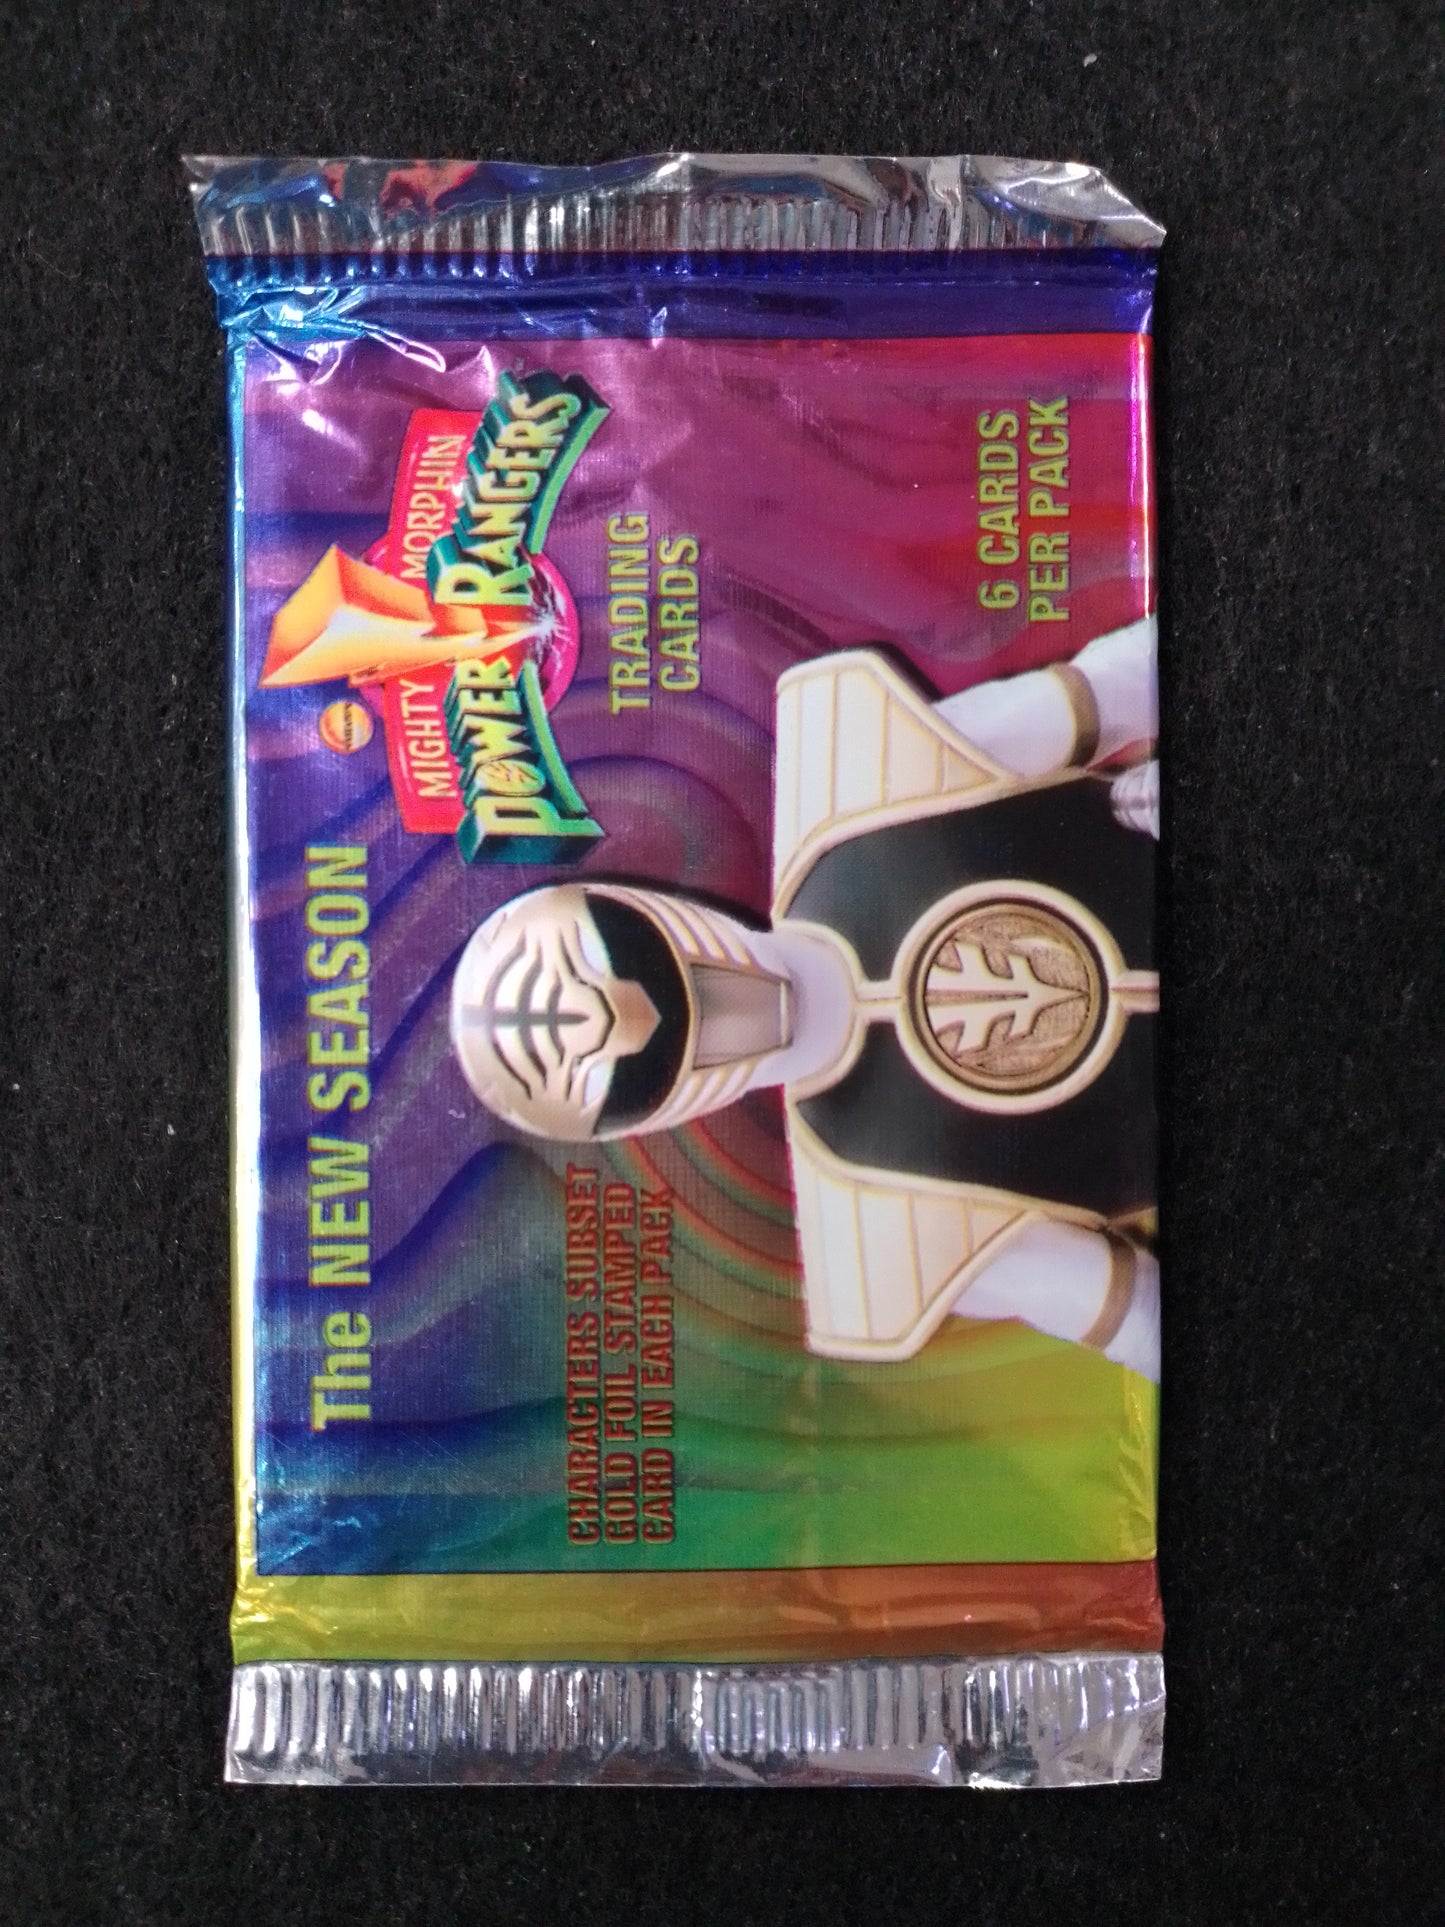 The NEW SEASON
SABAN'S
MIGHTY MORPHIN
POWER RANGERS
TRADING
CARDS
CHARACTERS SUBSET
GOLD FOIL STAMPED
CARD IN EACH PACK
6 CARDS
PER PACK